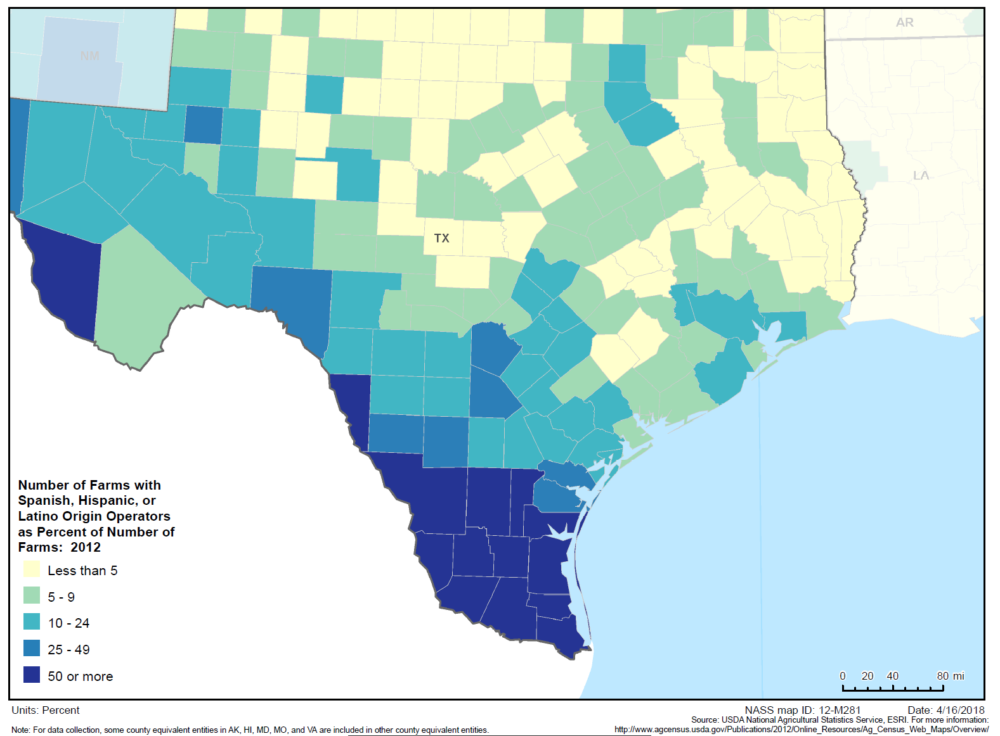 NM
AR
LA
TX
Number of Farms with
Spanish, Hispanic, or
Latino Origin Operators
as Percent of Number of
Farms:  2012
Less than 5
5 - 9
10 - 24
25 - 49
50 or more
0 20 40 80 mi
Units: Percent
NASS map ID: 12-M281 Date: 4/16/2018
Source: USDA National Agricultural Statistics Service, ESRI. For more information:
Note: For data collection, some county equivalent entities in AK, HI, MD, MO, and VA are included in other county equivalent entities.
http://www.agcensus.usda.gov/Publications/2012/Online_Resources/Ag_Census_Web_Maps/Overview/